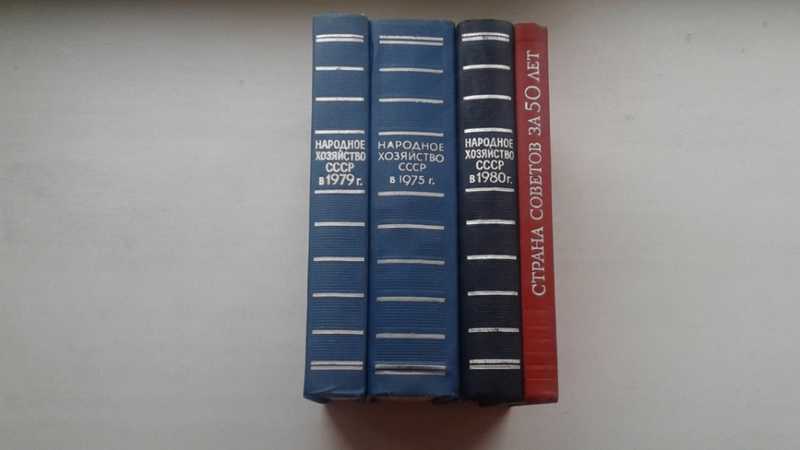 НАРОДНОЕ
ХОЗЯЙСТВО
СССР
в 1979 г.
НАРОДНОЕ
ХОЗЯЙСТВО
СССР
в 1975 г.
НАРОДНОЕ
ХОЗЯЙСТВО
СССР
в 1980 г.
СТРАНА СОВЕТОВ ЗА 50 ЛЕТ